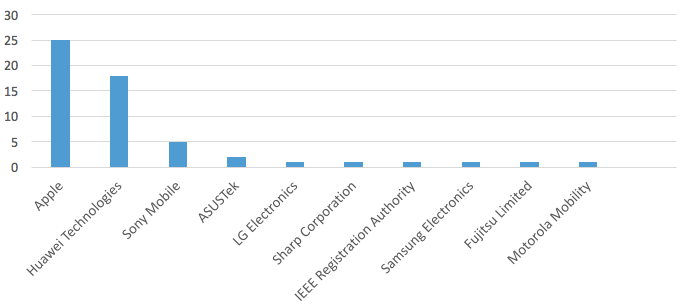 30
25
20
15
10
5
0
Apple
Huawei Technologies
Sony Mobile
ASUSTek
LG Electronics
Sharp Corporation
IEEE Registration Authority
Samsung Electronics
Fujitsu Limited
Motorola Mobility